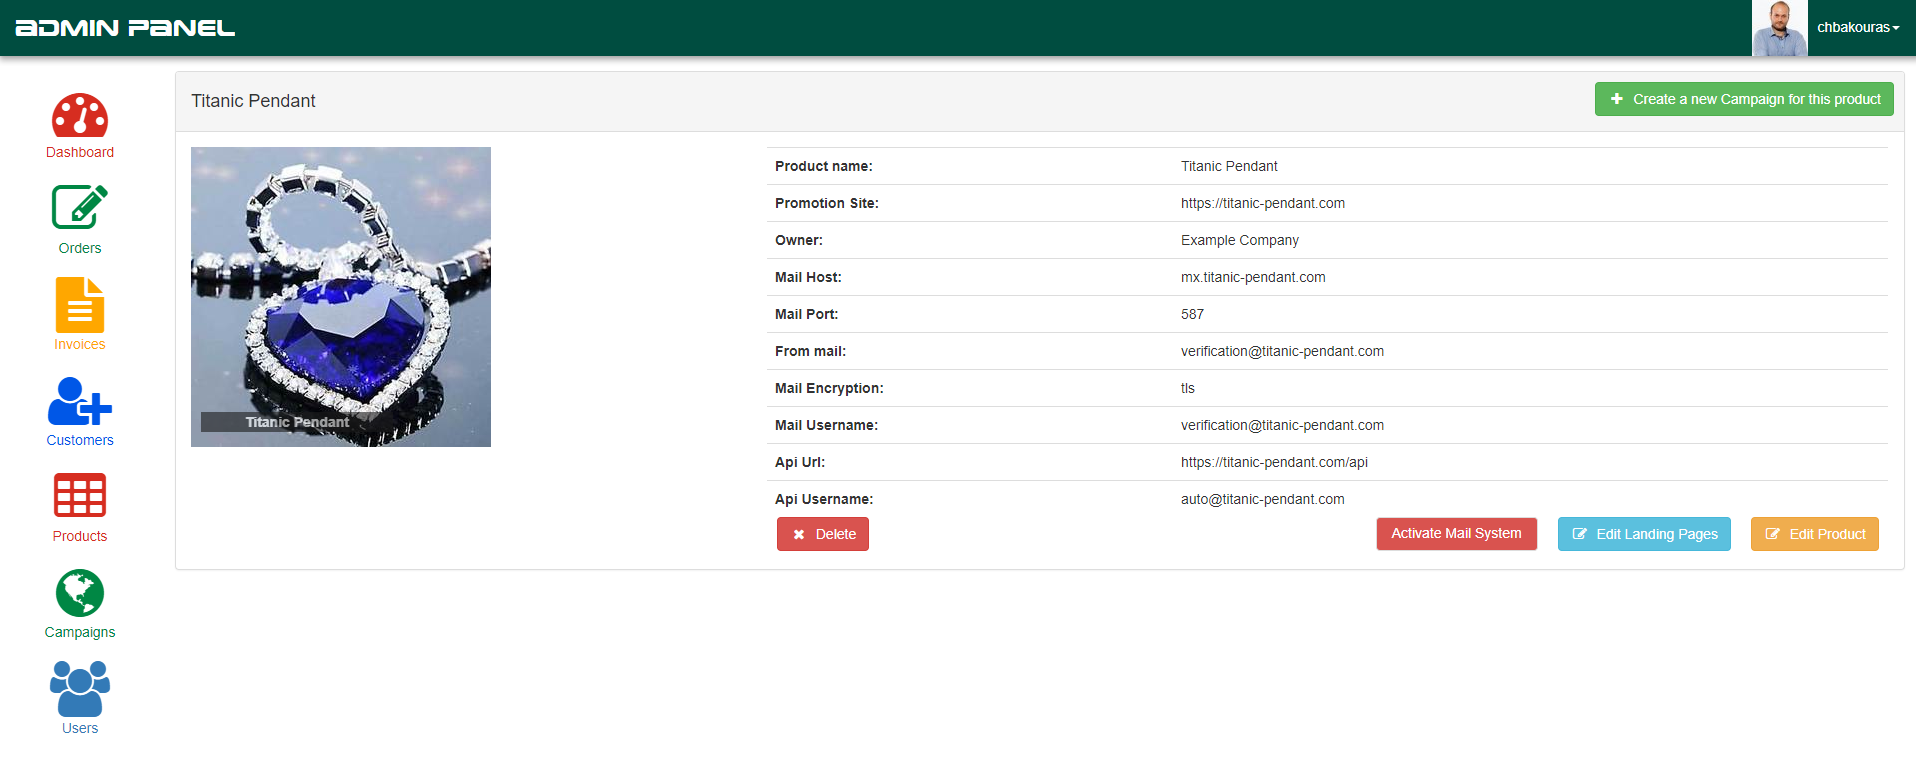 ADMIN PANEL
chbakouras
Dashboard
Orders
Invoices
Customers
Products
Campaigns
Users
Titanic Pendant
Create a new Campaign for this product
Titanic Pendant
Product name: Titanic Pendant
Promotion Site: https://titanic-pendant.com
Owner: Example Company
Mail Host: mx.titanic-pendant.com
Mail Port: 587
From mail: verification@titanic-pendant.com
Mail Encryption: tls
Mail Username: verification@titanic-pendant.com
Api Url: https://titanic-pendant.com/api
Api Username: auto@titanic-pendant.com
Delete
Activate Mail System
Edit Landing Pages
Edit Product